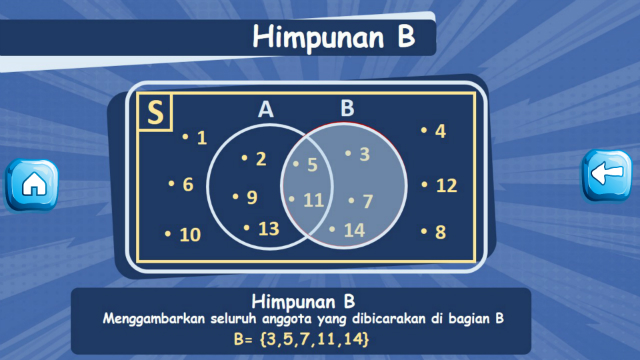 Himpunan B
S
A B
• 1
• 4
• 2
• 5
• 3
• 6
• 9
• 11
• 7
• 12
• 10
• 13
• 14
• 8
Himpunan B
Menggambarkan seluruh anggota yang dibicarakan di bagian B
B= {3,5,7,11,14}